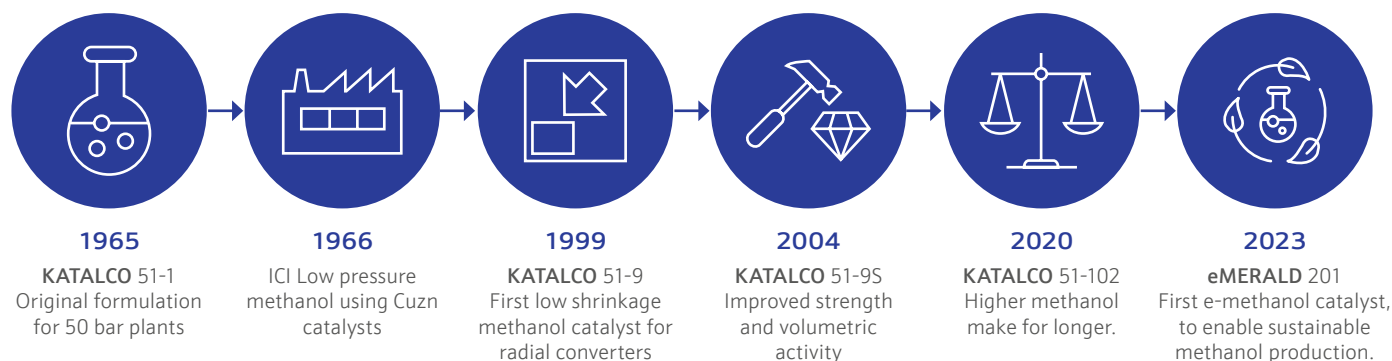 1965
KATALCO 51-1
Original formulation
for 50 bar plants
1966
ICI Low pressure
methanol using Cuzn
catalysts
1999
KATALCO 51-9
First low shrinkage
methanol catalyst for
radial converters
2004
KATALCO 51-9S
Improved strength
and volumetric
activity
2020
KATALCO 51-102
Higher methanol
make for longer.
2023
eMERALD 201
First e-methanol catalyst,
to enable sustainable
methanol production.